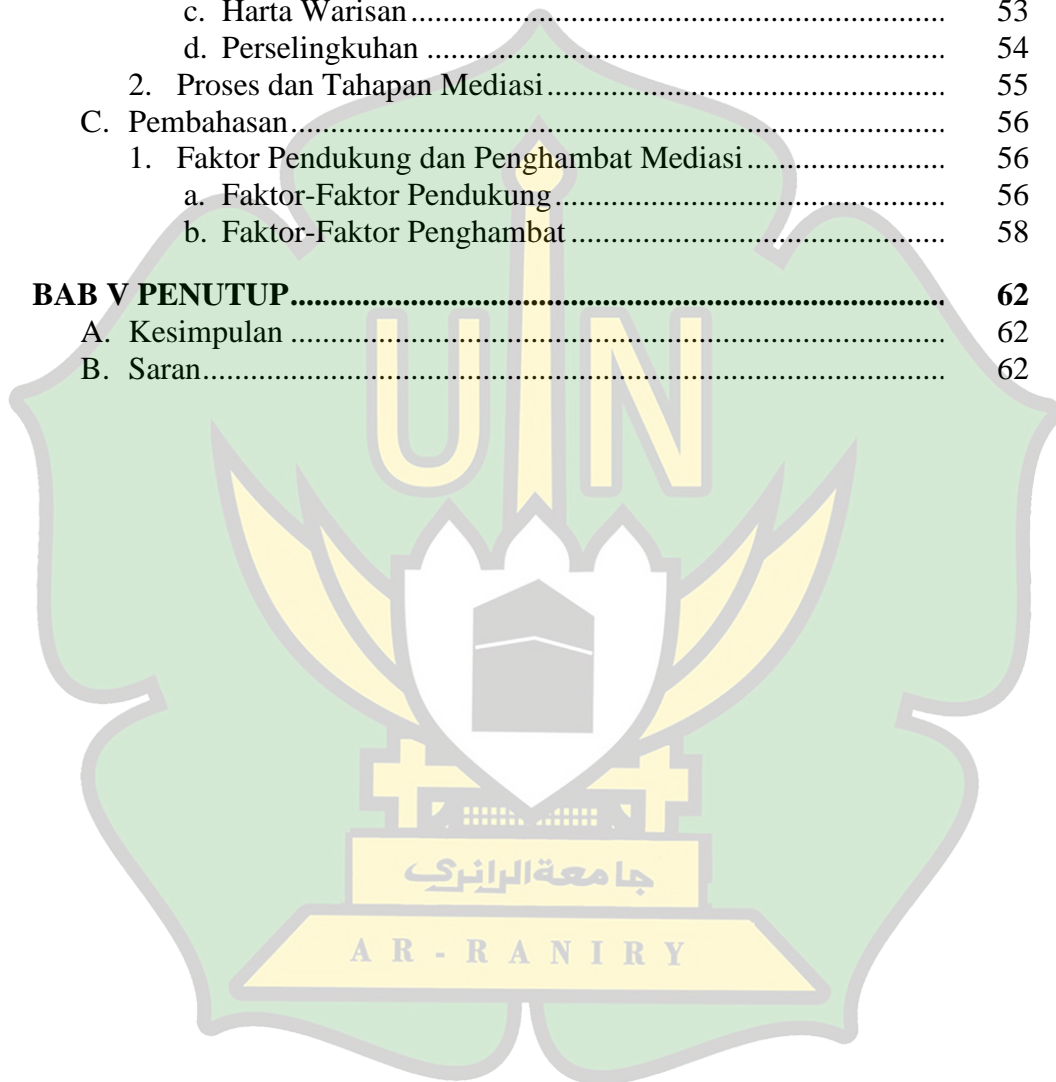 c. Harta Warisan............................................................................ 53
d. Perselingkuhan .......................................................................... 54
2. Proses dan Tahapan Mediasi.......................................................... 55
C. Pembahasan.................................................................................... 56
1. Faktor Pendukung dan Penghambat Mediasi............................. 56
a. Faktor-Faktor Pendukung...................................................... 56
b. Faktor-Faktor Penghambat .................................................... 58
BAB V PENUTUP................................................................................ 62
A. Kesimpulan .................................................................................... 62
B. Saran............................................................................................... 62
UIN
جامعة الرانري
AR-RANIRY